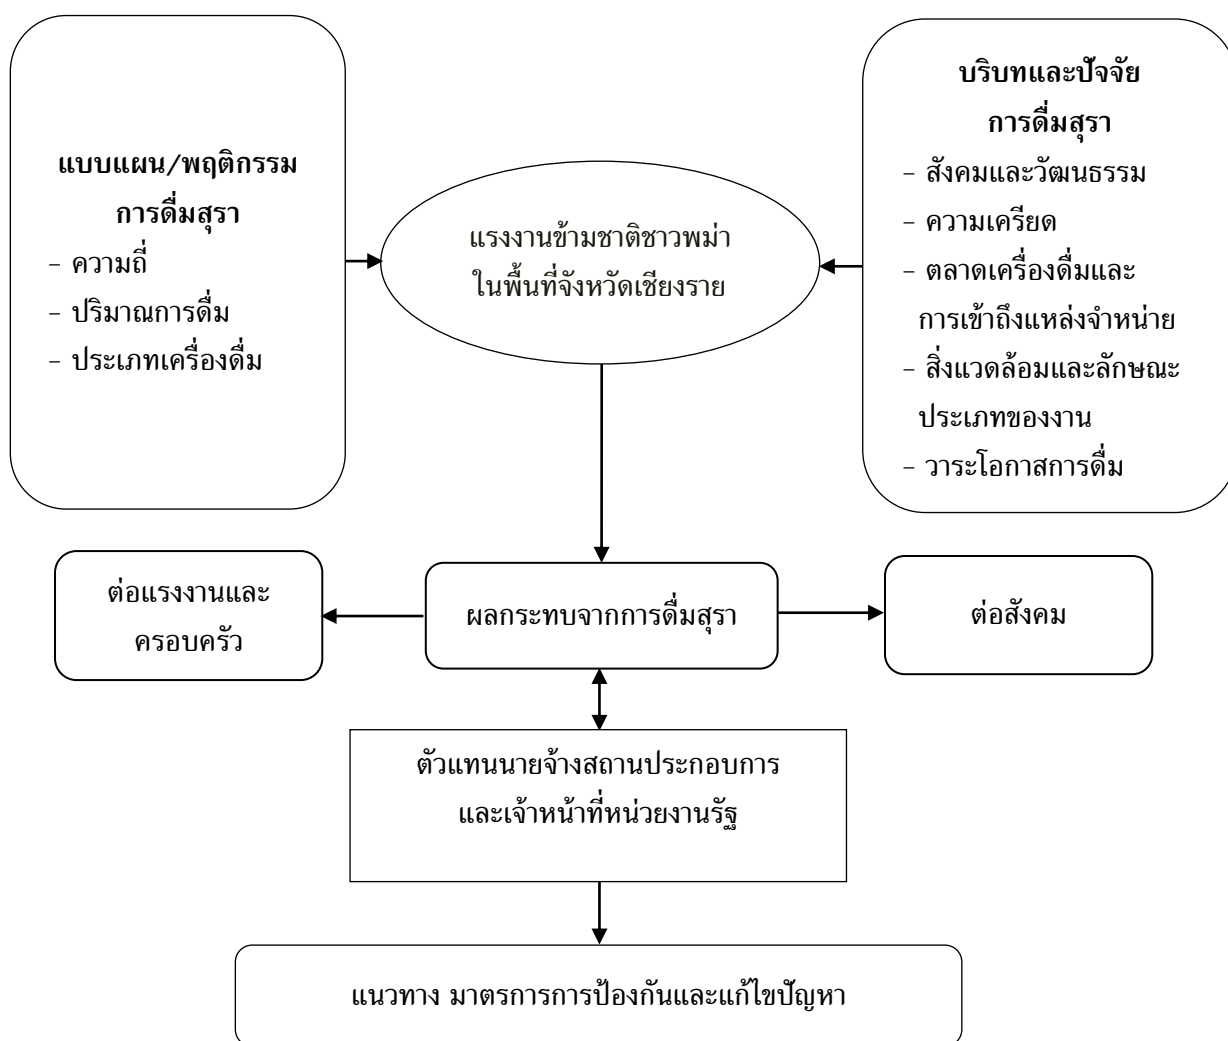 แบบแผน/พฤติกรรม
การดื่มสุรา
- ความถี่
- ปริมาณการดื่ม
- ประเภทเครื่องดื่ม
แรงงานข้ามชาติชาวพม่า
ในพื้นที่จังหวัดเชียงราย
บริบทและปัจจัย
การดื่มสุรา
- สังคมและวัฒนธรรม
- ความเครียด
- ตลาดเครื่องดื่มและ
การเข้าถึงแหล่งจำหน่าย
- สิ่งแวดล้อมและลักษณะ
ประเภทของงาน
- วาระโอกาสการดื่ม
ต่อแรงงานและ
ครอบครัว
ผลกระทบจากการดื่มสุรา
ต่อสังคม
ตัวแทนนายจ้างสถานประกอบการ
และเจ้าหน้าที่หน่วยงานรัฐ
แนวทาง มาตรการการป้องกันและแก้ไขปัญหา